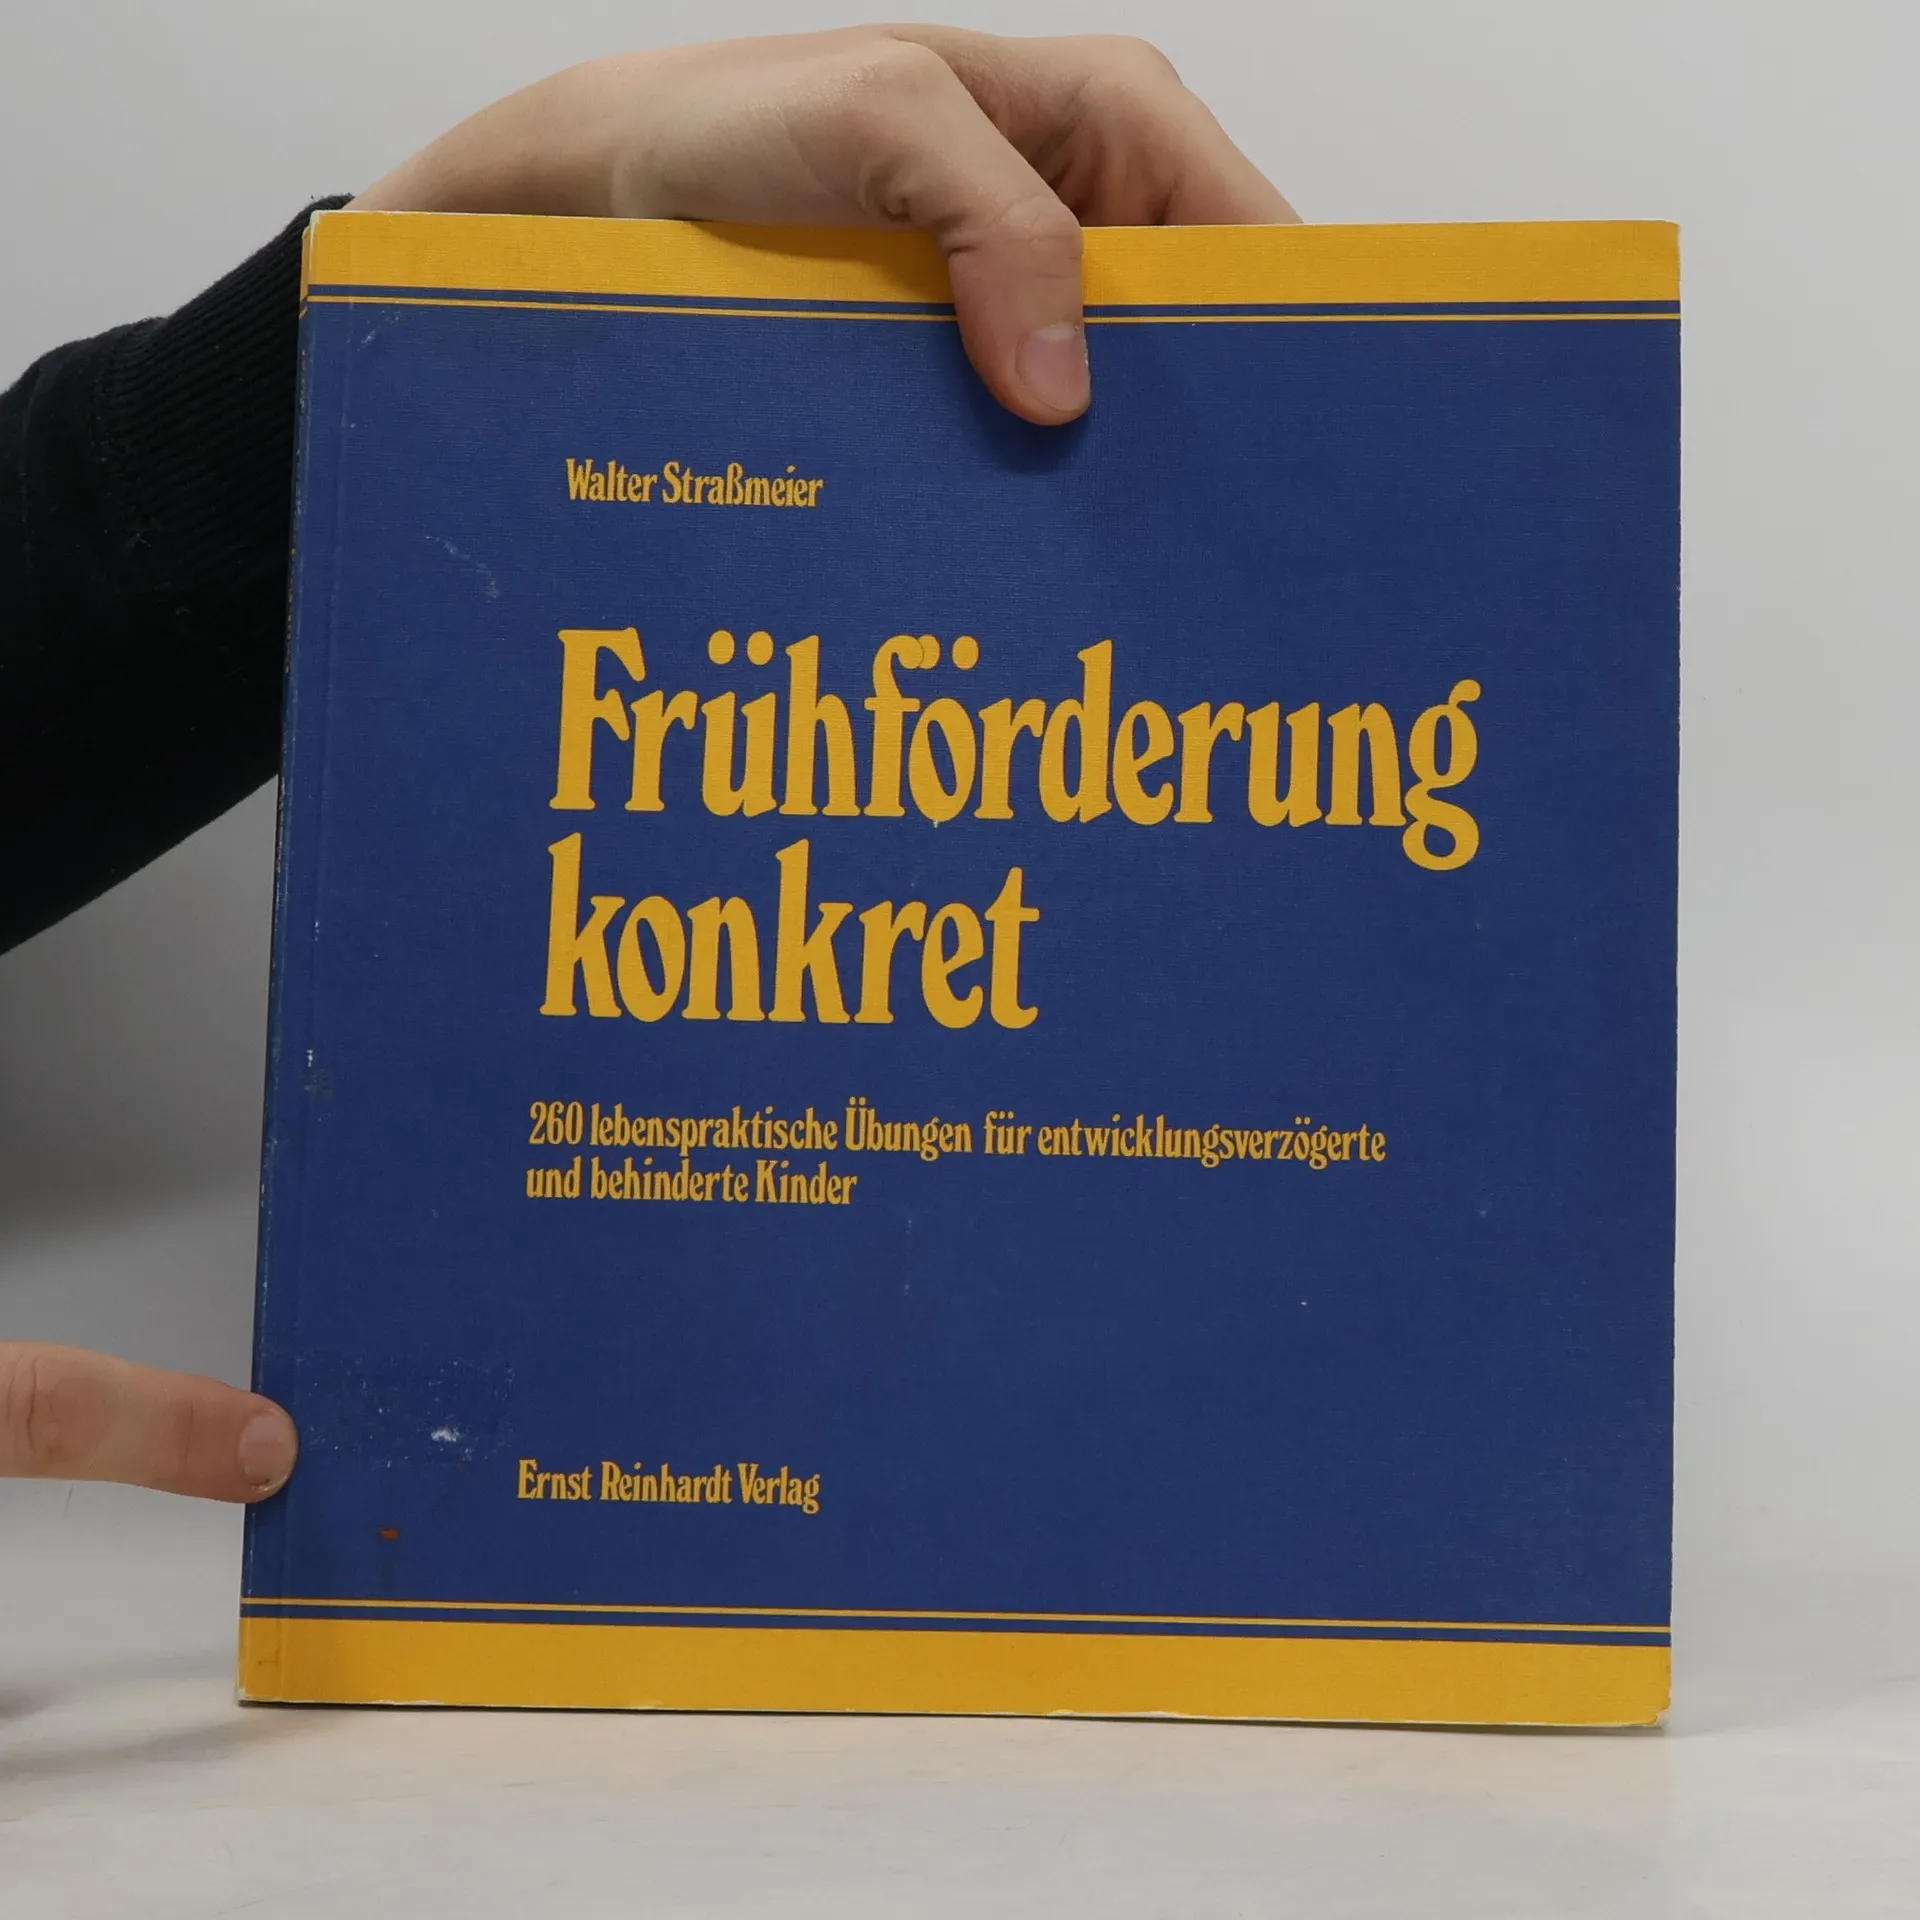 Walter Straßmeier
Frühförderung
konkret
260 lebenspraktische Übungen für entwicklungsverzögerte
und behinderte Kinder
Ernst Reinhardt Verlag